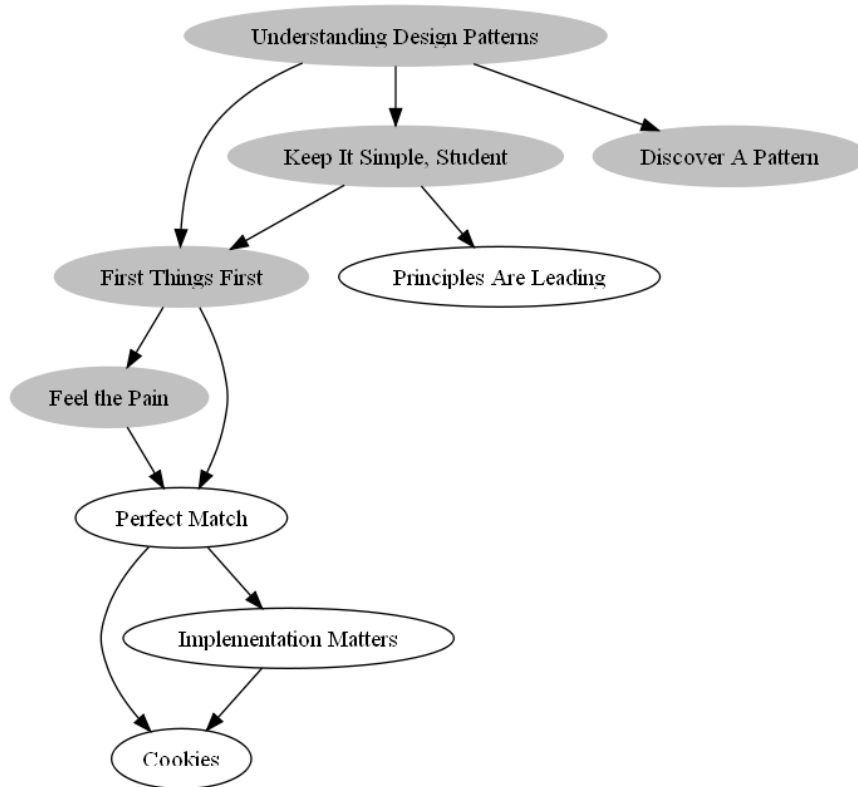 Understanding Design Patterns
Keep It Simple, Student
Discover A Pattern
First Things First
Principles Are Leading
Feel the Pain
Perfect Match
Implementation Matters
Cookies